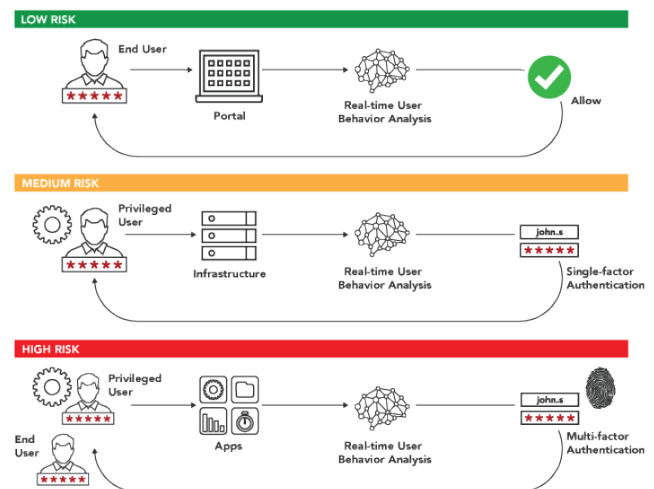 LOW RISK
End User
*****
Portal
Real-time User
Behavior Analysis
Allow
MEDIUM RISK
Privileged
User
*****
Infrastructure
Real-time User
Behavior Analysis
john.s
*****
Single-factor
Authentication
HIGH RISK
Privileged
User
*****
End
User
*****
Apps
Real-time User
Behavior Analysis
john.s
*****
Multi-factor
Authentication